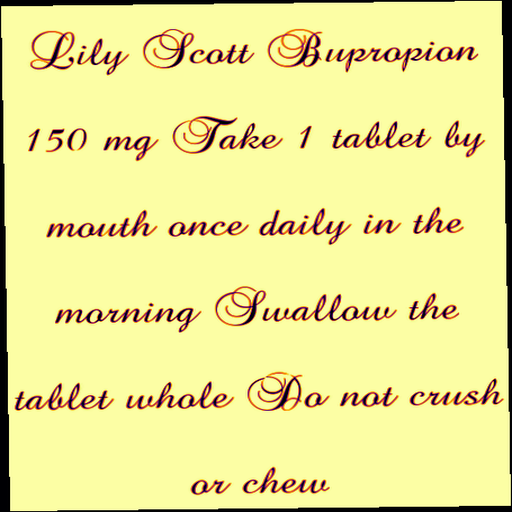 Lily Scott Bupropion
150 mg Take 1 tablet by
mouth once daily in the
morning Swallow the
tablet whole Do not crush
or chew